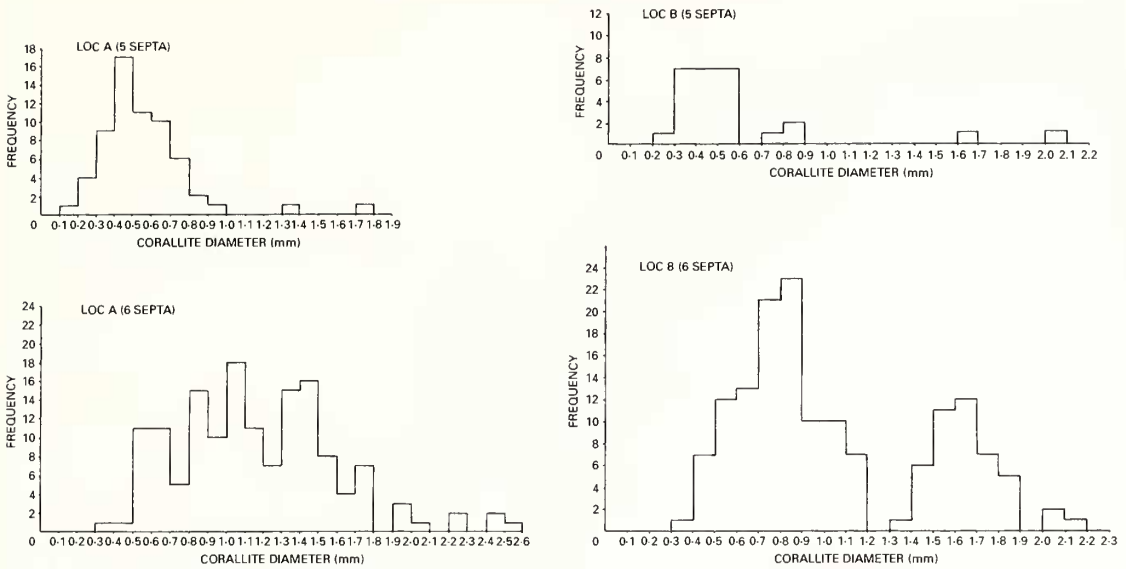 LOC A (5 SEPTA)
18
16
14
12
10
8
6
4
2
FREQUENCY
0 0·1 0·2 0·3 0·4 0·5 0·6 0·7 0·8 0·9 1·0 1·1 1·2 1·3 1·4 1·5 1·6 1·7 1·8 1·9
CORALLITE DIAMETER (mm)
LOC B (5 SEPTA)
12
10
8
6
4
2
FREQUENCY
0 0·1 0·2 0·3 0·4 0·5 0·6 0·7 0·8 0·9 1·0 1·1 1·2 1·3 1·4 1·5 1·6 1·7 1·8 1·9 2·0 2·1 2·2
CORALLITE DIAMETER (mm)
LOC A (6 SEPTA)
24
22
20
18
16
14
12
10
8
6
4
2
FREQUENCY
0 0·1 0·2 0·3 0·4 0·5 0·6 0·7 0·8 0·9 1·0 1·1 1·2 1·3 1·4 1·5 1·6 1·7 1·8 1·9 2·0 2·1 2·2 2·3 2·4 2·5 2·6
CORALLITE DIAMETER (mm)
LOC 8 (6 SEPTA)
24
22
20
18
16
14
12
10
8
6
4
2
FREQUENCY
0 0·1 0·2 0·3 0·4 0·5 0·6 0·7 0·8 0·9 1·0 1·1 1·2 1·3 1·4 1·5 1·6 1·7 1·8 1·9 2·0 2·1 2·2 2·3
CORALLITE DIAMETER (mm)